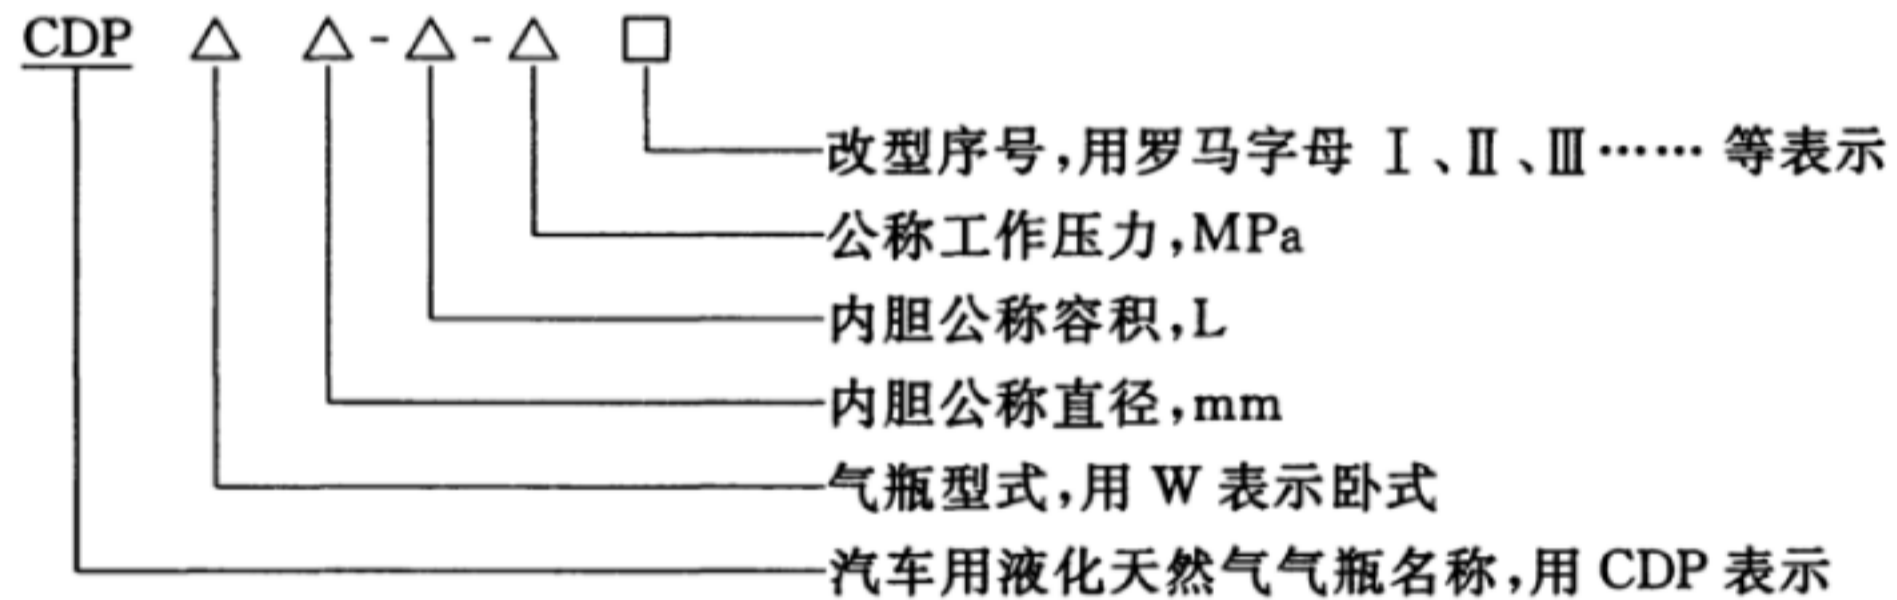 CDP △ △-△-△ □
改型序号,用罗马字母 Ⅰ、Ⅱ、Ⅲ…… 等表示
公称工作压力,MPa
内胆公称容积,L
内胆公称直径,mm
气瓶型式,用 W 表示卧式
汽车用液化天然气气瓶名称,用 CDP 表示